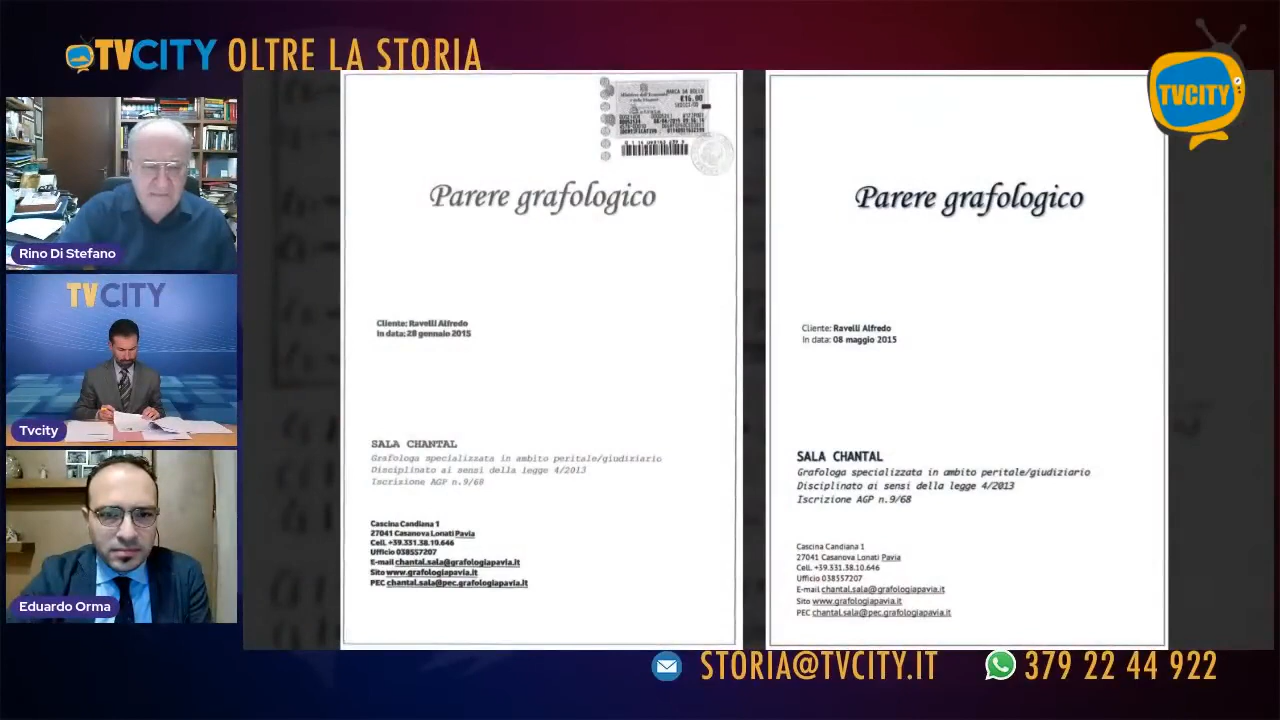 TVCITY OLTRE LA STORIA
TVCITY
Rino Di Stefano
TVCITY
Tvcity
Eduardo Orma
MARCA DA BOLLO
€16,00
Parere grafologico
Cliente: Ravelli Alfredo
In data: 28 gennaio 2015
SALA CHANTAL
Grafologa specializzata in ambito peritale/giudiziario
Disciplinato ai sensi della legge 4/2013
Iscrizione AGP n.9/68
Cascina Candiana 1
27041 Casanova Lonati Pavia
Cell. +39.331.38.10.646
Ufficio 038557207
E-mail chantal.sala@grafologiapavia.it
Sito www.grafologiapavia.it
PEC chantal.sala@pec.grafologiapavia.it
Parere grafologico
Cliente: Ravelli Alfredo
In data: 08 maggio 2015
SALA CHANTAL
Grafologa specializzata in ambito peritale/giudiziario
Disciplinato ai sensi della legge 4/2013
Iscrizione AGP n.9/68
Cascina Candiana 1
27041 Casanova Lonati Pavia
Cell. +39.331.38.10.646
Ufficio 038557207
E-mail chantal.sala@grafologiapavia.it
Sito www.grafologiapavia.it
PEC chantal.sala@pec.grafologiapavia.it
STORIA@TVCITY.IT
379 22 44 922